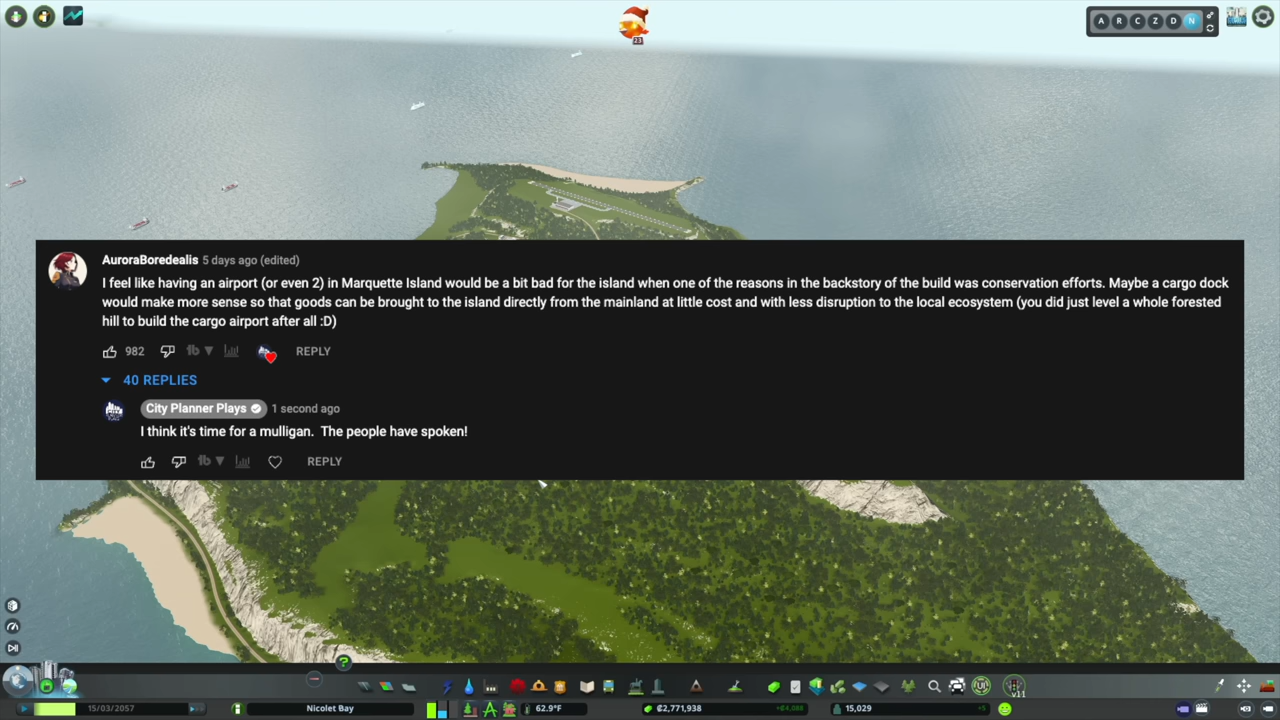 23
A R C Z D N
AuroraBoredealis 5 days ago (edited)
I feel like having an airport (or even 2) in Marquette Island would be a bit bad for the island when one of the reasons in the backstory of the build was conservation efforts. Maybe a cargo dock
would make more sense so that goods can be brought to the island directly from the mainland at little cost and with less disruption to the local ecosystem (you did just level a whole forested
hill to build the cargo airport after all :D)
982 REPLY
40 REPLIES
City Planner Plays 1 second ago
I think it's time for a mulligan. The people have spoken!
REPLY
?
UI V11
15/03/2057 Nicolet Bay 62.9°F ₡2,771,938 +₡4,088 15,029 +5